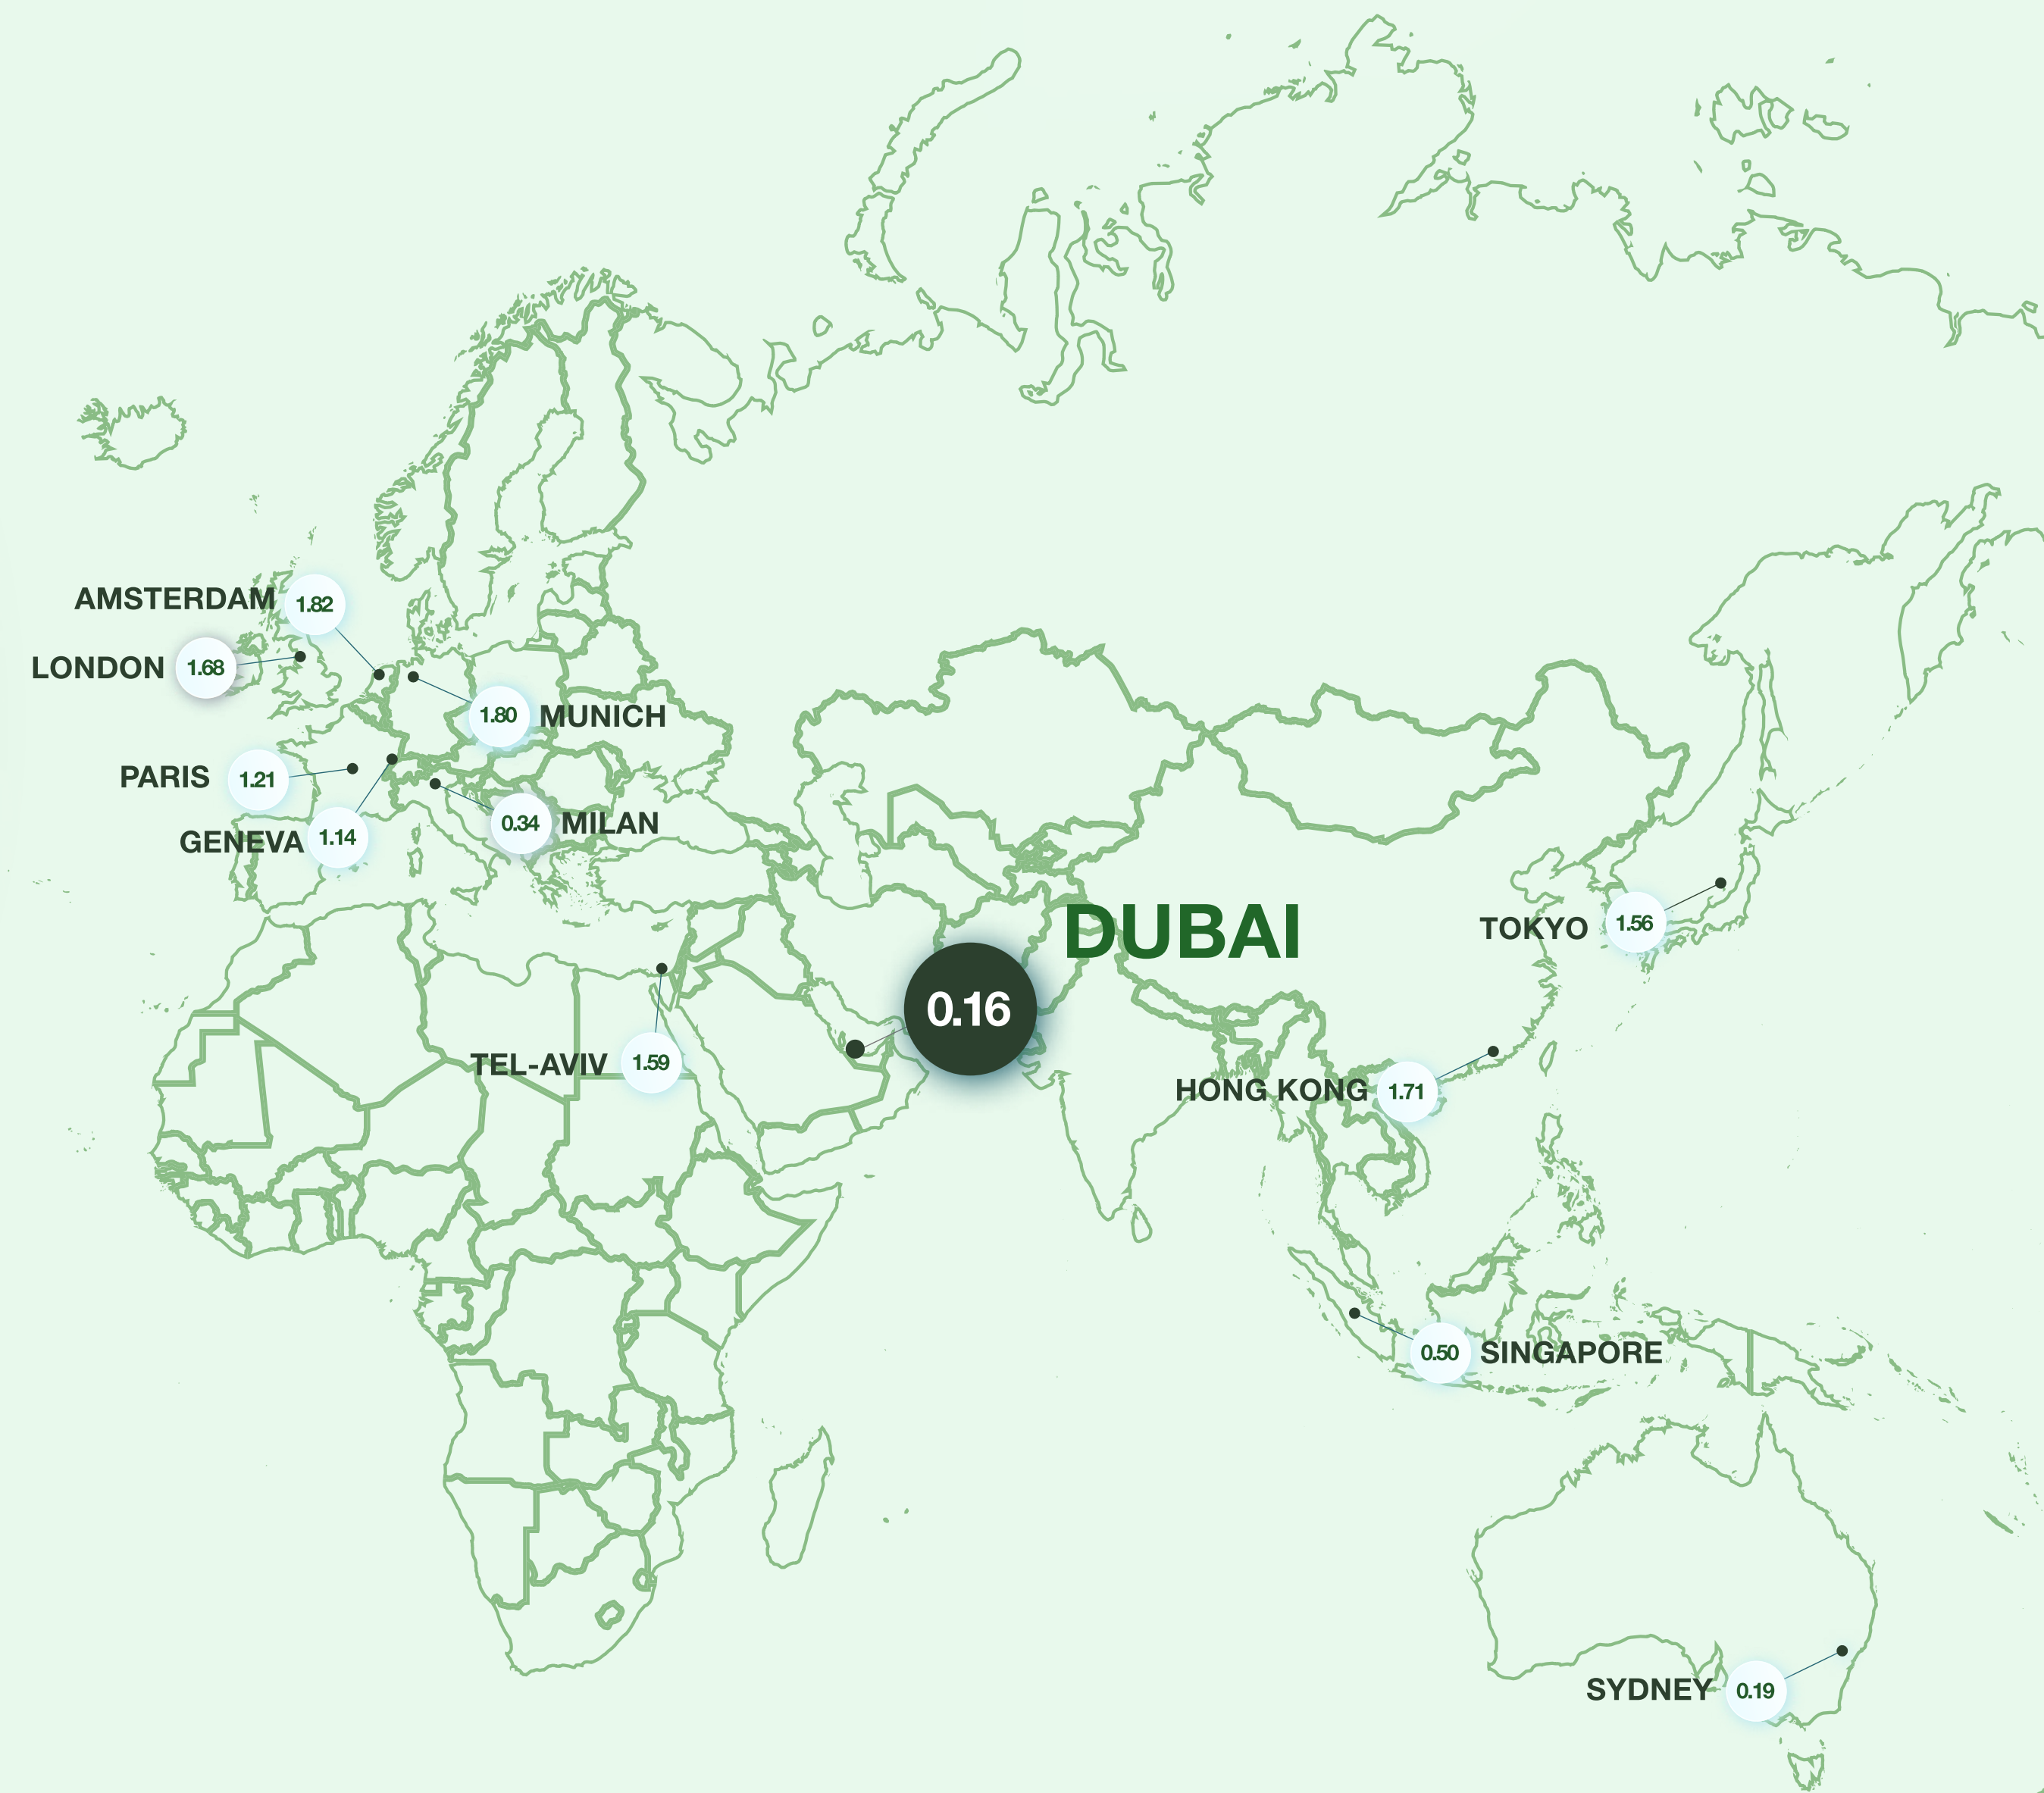 AMSTERDAM 1.82
LONDON 1.68
1.80 MUNICH
PARIS 1.21
GENEVA 1.14
0.34 MILAN
DUBAI
0.16
TOKYO 1.56
TEL-AVIV 1.59
HONG KONG 1.71
0.50 SINGAPORE
SYDNEY 0.19